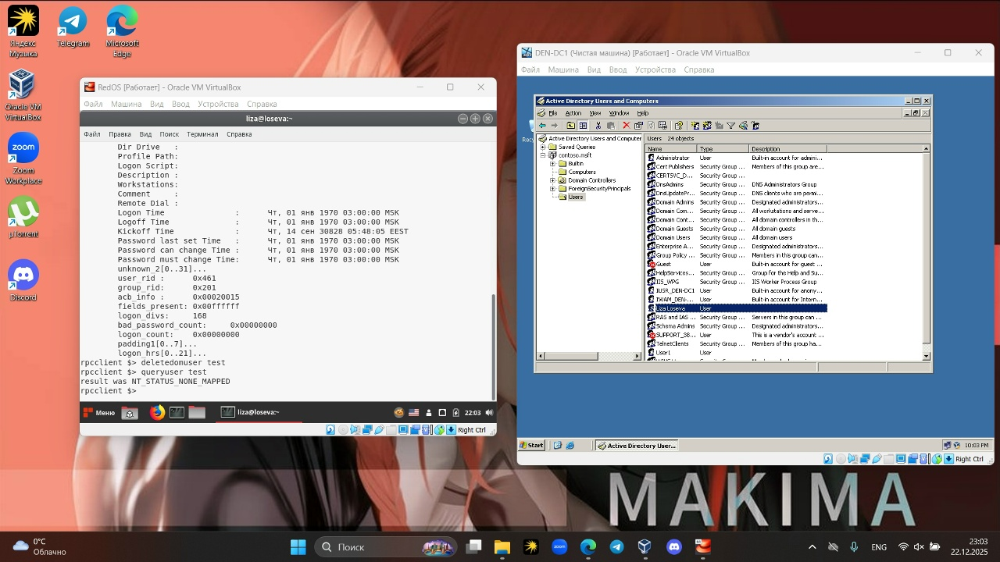 Яндекс
Музыка
Telegram
Microsoft
Edge
Oracle VM
VirtualBox
Zoom
Workplace
µTorrent
Discord
RedOS [Работает] - Oracle VM VirtualBox
Файл Машина Вид Ввод Устройства Справка
liza@loseva:~
Файл Правка Вид Поиск Терминал Справка
Dir Drive :
Profile Path:
Logon Script:
Description :
Workstations:
Comment :
Remote Dial :
Logon Time : Чт, 01 янв 1970 03:00:00 MSK
Logoff Time : Чт, 01 янв 1970 03:00:00 MSK
Kickoff Time : Чт, 14 сен 30828 05:48:05 EEST
Password last set Time : Чт, 01 янв 1970 03:00:00 MSK
Password can change Time : Чт, 01 янв 1970 03:00:00 MSK
Password must change Time: Чт, 01 янв 1970 03:00:00 MSK
unknown_2[0..31]...
user_rid : 0x461
group_rid: 0x201
acb_info : 0x00020015
fields_present: 0x00ffffff
logon_divs: 168
bad_password_count: 0x00000000
logon_count: 0x00000000
padding1[0..7]...
logon_hrs[0..21]...
rpcclient $> deletedomuser test
rpcclient $> queryuser test
result was NT_STATUS_NONE_MAPPED
rpcclient $>
Меню liza@loseva:~ 22:03
Right Ctrl
DEN-DC1 (Чистая машина) [Работает] - Oracle VM VirtualBox
Файл Машина Вид Ввод Устройства Справка
Active Directory Users and Computers
File Action View Window Help
Active Directory Users and Computer
Saved Queries
contoso.msft
Builtin
Computers
Domain Controllers
ForeignSecurityPrincipals
Users
Users 24 objects
Name Type Description
Administrator User Built-in account for admini...
Cert Publishers Security Group ... Members of this group are...
CERTSVC_D... Security Group ...
DnsAdmins Security Group ... DNS Administrators Group
DnsUpdatePr... Security Group ... DNS clients who are permi...
Domain Admins Security Group ... Designated administrators...
Domain Com... Security Group ... All workstations and serve...
Domain Con... Security Group ... All domain controllers in th...
Domain Guests Security Group ... All domain guests
Domain Users Security Group ... All domain users
Enterprise A... Security Group ... Designated administrators...
Group Policy ... Security Group ... Members in this group can...
Guest User Built-in account for guest ...
HelpServices... Security Group ... Group for the Help and Su...
IIS_WPG Security Group ... IIS Worker Process Group
IUSR_DEN-DC1 User Built-in account for anony...
IWAM_DEN-... User Built-in account for Intern...
Liza Loseva User
RAS and IAS ... Security Group ... Servers in this group can ...
Schema Admins Security Group ... Designated administrators...
SUPPORT_38... User This is a vendor's account ...
TelnetClients Security Group ... Members of this group ha...
User1 User
Start Active Directory User... 10:03 PM
Right Ctrl
MAKIMA
0°C
Облачно
Поиск
ENG
23:03
22.12.2025